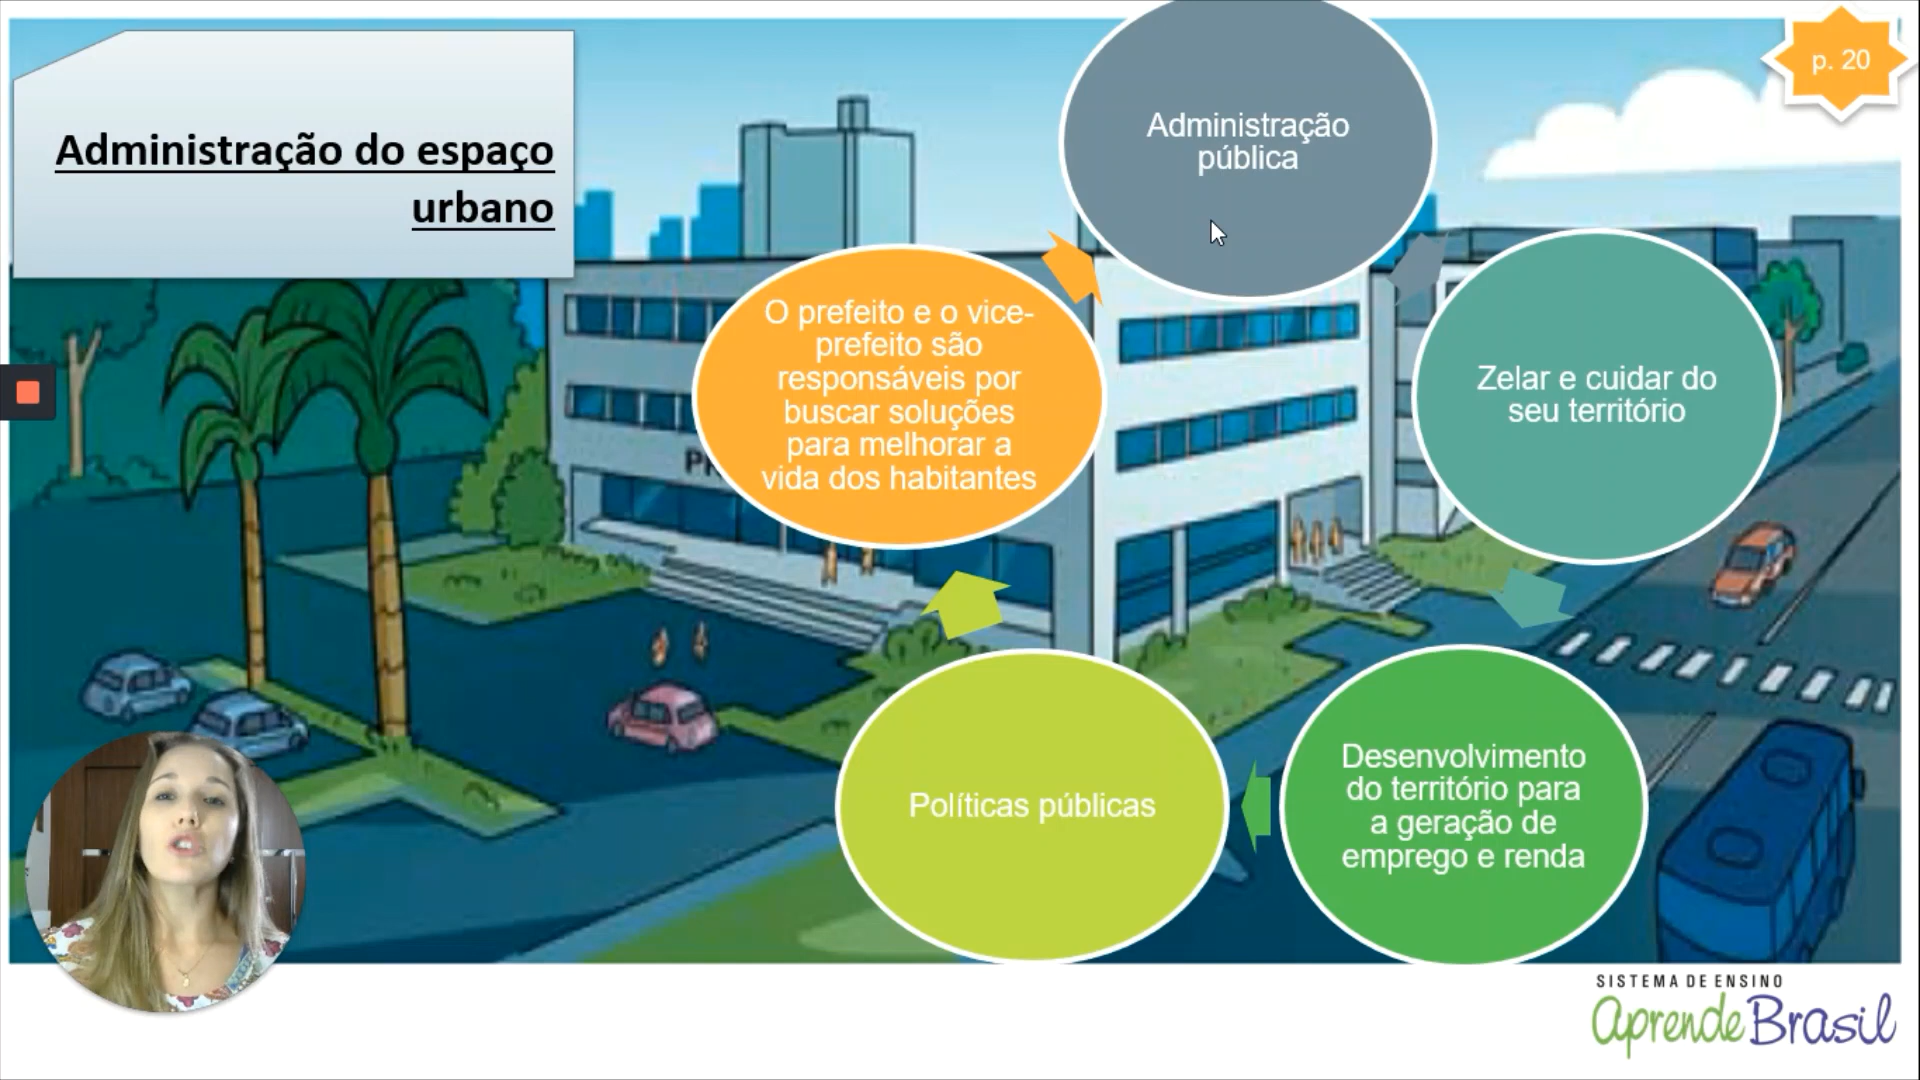 Administração do espaço
urbano
p. 20
Administração
pública
Zelar e cuidar do
seu território
Desenvolvimento
do território para
a geração de
emprego e renda
Políticas públicas
O prefeito e o vice-
prefeito são
responsáveis por
buscar soluções
para melhorar a
vida dos habitantes
SISTEMA DE ENSINO
aprende Brasil